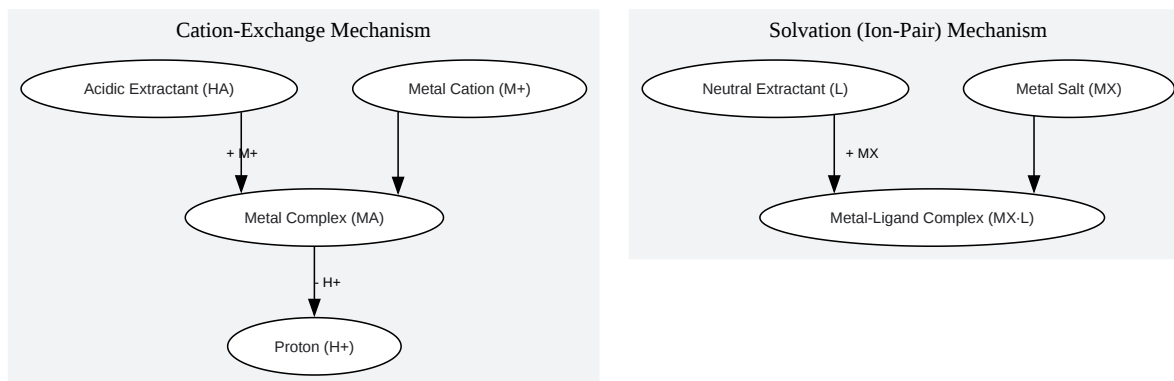 Cation-Exchange Mechanism
Acidic Extractant (HA)
Metal Cation (M+)
+ M+
Metal Complex (MA)
- H+
Proton (H+)
Solvation (Ion-Pair) Mechanism
Neutral Extractant (L)
Metal Salt (MX)
+ MX
Metal-Ligand Complex (MX·L)